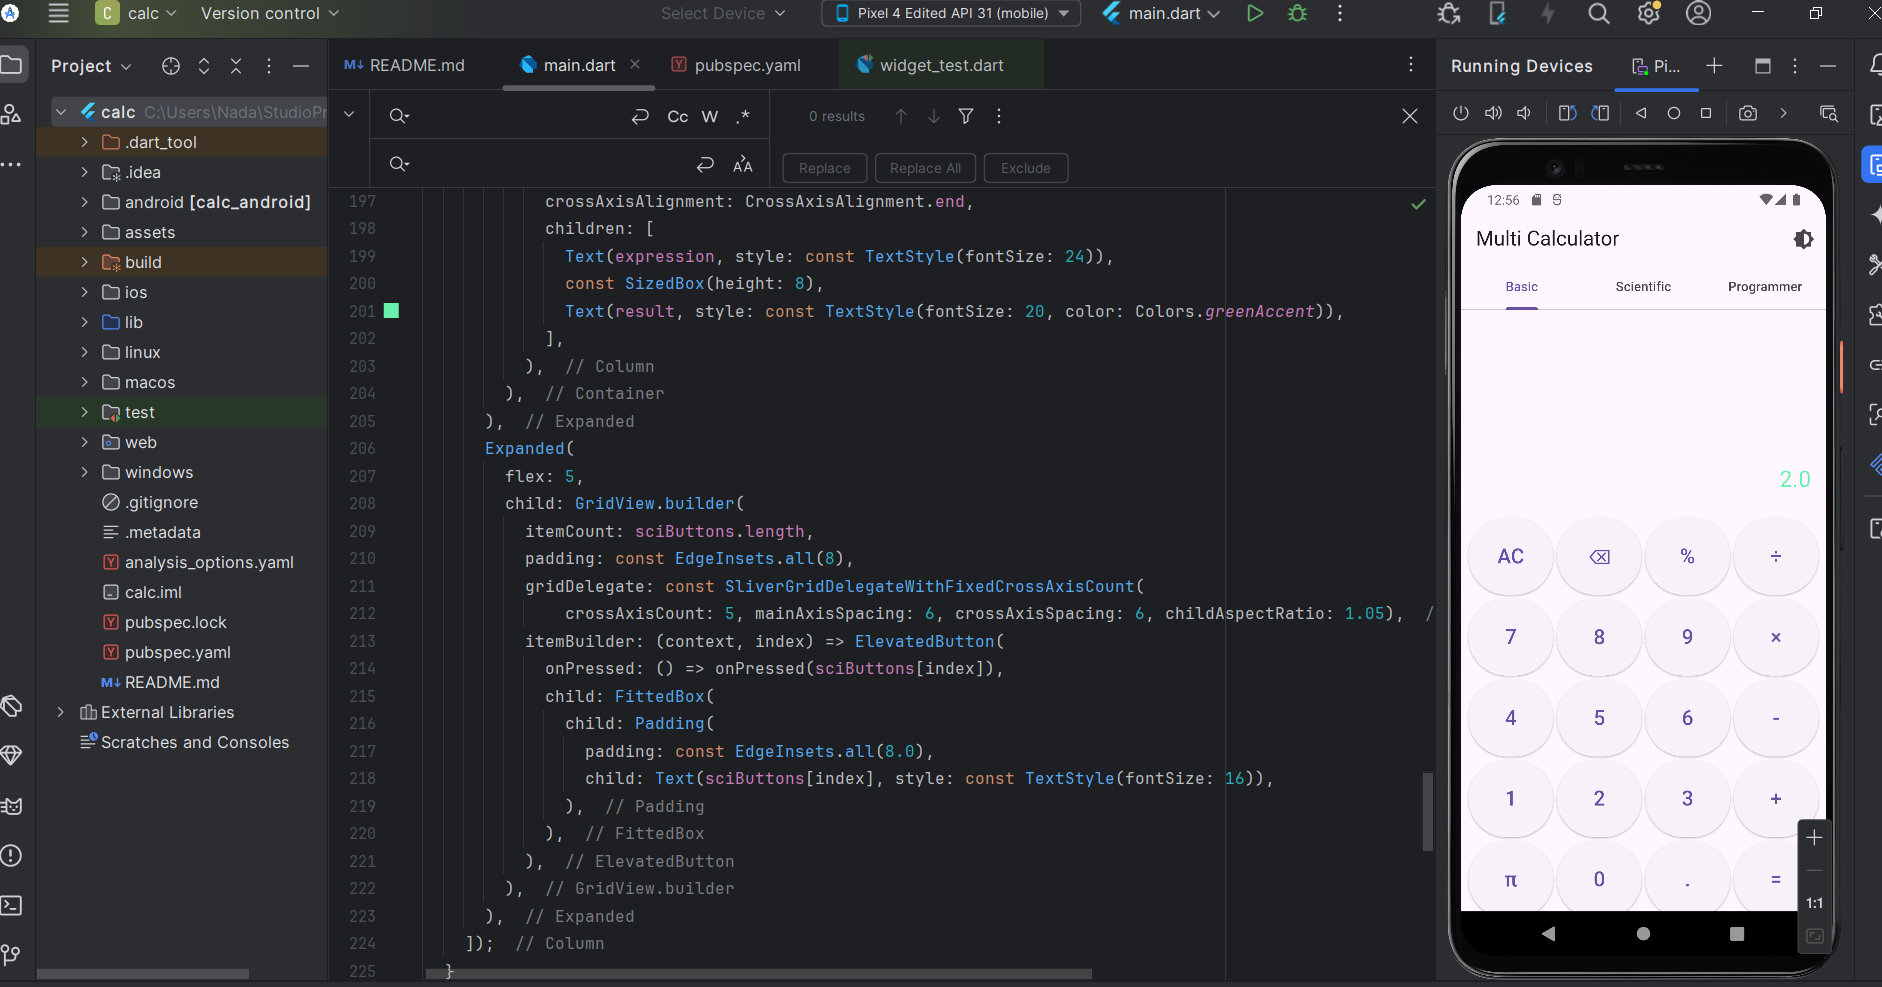 C calc
Version control
Select Device
Pixel 4 Edited API 31 (mobile)
main.dart
Project
README.md
main.dart
pubspec.yaml
widget_test.dart
Running Devices
Pi...
calc C:\Users\Nada\StudioPr
.dart_tool
.idea
android [calc_android]
assets
build
ios
lib
linux
macos
test
web
windows
.gitignore
.metadata
analysis_options.yaml
calc.iml
pubspec.lock
pubspec.yaml
README.md
External Libraries
Scratches and Consoles
Cc W .*
0 results
Replace
Replace All
Exclude
197 crossAxisAlignment: CrossAxisAlignment.end,
198 children: [
199 Text(expression, style: const TextStyle(fontSize: 24)),
200 const SizedBox(height: 8),
201 Text(result, style: const TextStyle(fontSize: 20, color: Colors.greenAccent)),
202 ],
203 ), // Column
204 ), // Container
205 ), // Expanded
206 Expanded(
207 flex: 5,
208 child: GridView.builder(
209 itemCount: sciButtons.length,
210 padding: const EdgeInsets.all(8),
211 gridDelegate: const SliverGridDelegateWithFixedCrossAxisCount(
212 crossAxisCount: 5, mainAxisSpacing: 6, crossAxisSpacing: 6, childAspectRatio: 1.05), //
213 itemBuilder: (context, index) => ElevatedButton(
214 onPressed: () => onPressed(sciButtons[index]),
215 child: FittedBox(
216 child: Padding(
217 padding: const EdgeInsets.all(8.0),
218 child: Text(sciButtons[index], style: const TextStyle(fontSize: 16)),
219 ), // Padding
220 ), // FittedBox
221 ), // ElevatedButton
222 ), // GridView.builder
223 ), // Expanded
224 ]); // Column
225 }
12:56
Multi Calculator
Basic Scientific Programmer
2.0
AC % ÷
7 8 9 ×
4 5 6 -
1 2 3 +
π 0 . =
1:1